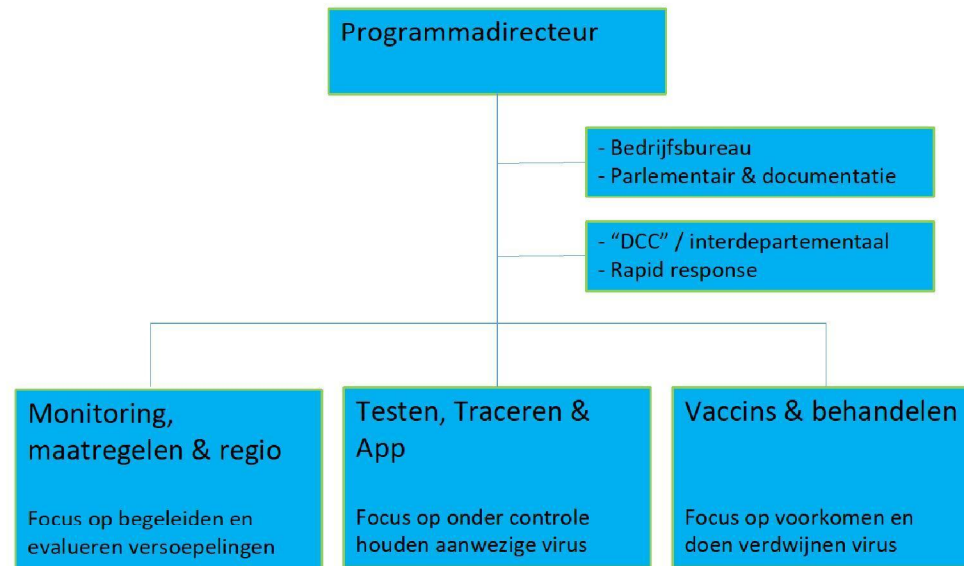 Programmadirecteur
- Bedrijfsbureau
- Parlementair & documentatie
- “DCC” / interdepartementaal
- Rapid response
Monitoring,
maatregelen & regio
Focus op begeleiden en
evalueren versoepelingen
Testen, Traceren &
App
Focus op onder controle
houden aanwezige virus
Vaccins & behandelen
Focus op voorkomen en
doen verdwijnen virus